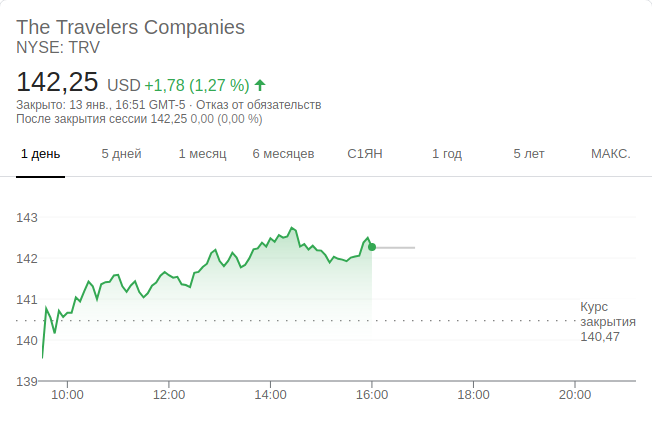 The Travelers Companies
NYSE: TRV
142,25 USD +1,78 (1,27 %)
Закрыто: 13 янв., 16:51 GMT-5 · Отказ от обязательств
После закрытия сессии 142,25 0,00 (0,00 %)
1 день 5 дней 1 месяц 6 месяцев С1ЯН 1 год 5 лет МАКС.
143
142
141
Курс
закрытия
140,47
140
139
10:00 12:00 14:00 16:00 18:00 20:00